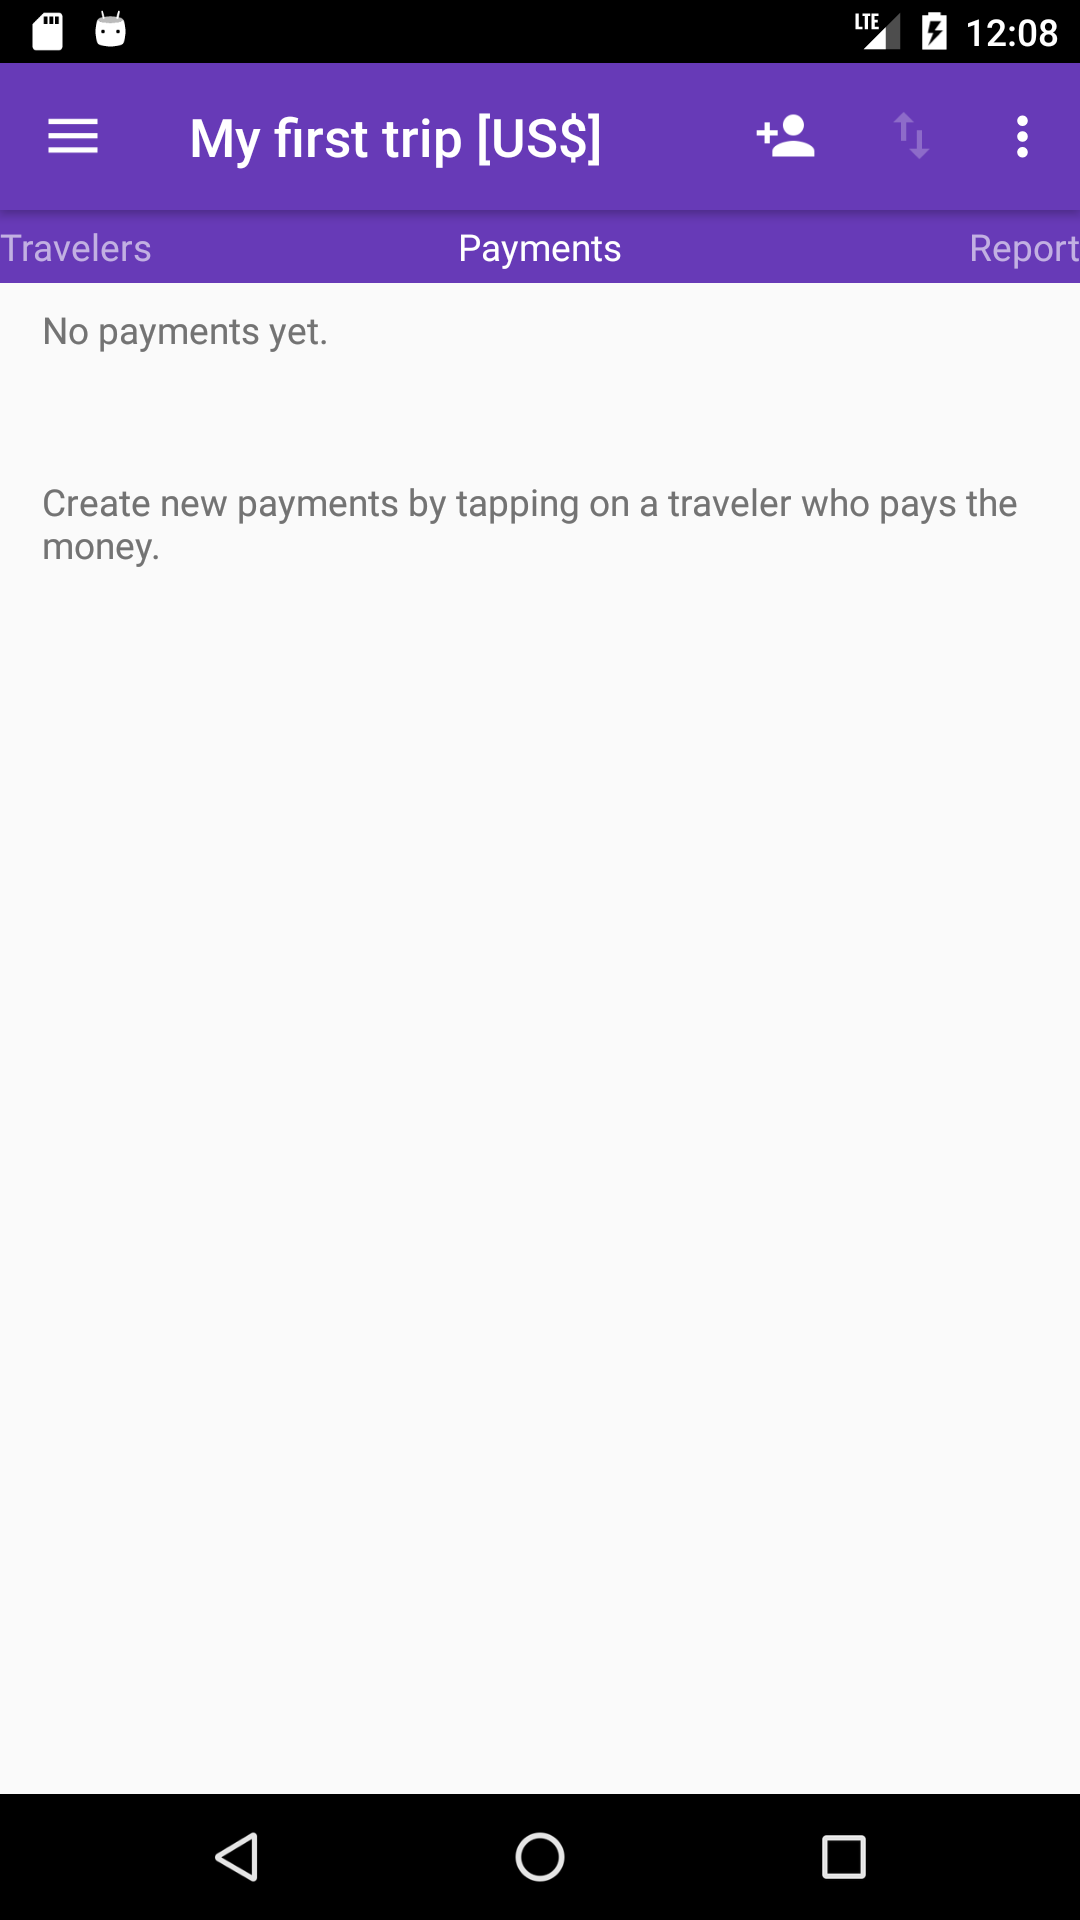 LTE 12:08
My first trip [US$]
Travelers Payments Report
No payments yet.
Create new payments by tapping on a traveler who pays the
money.